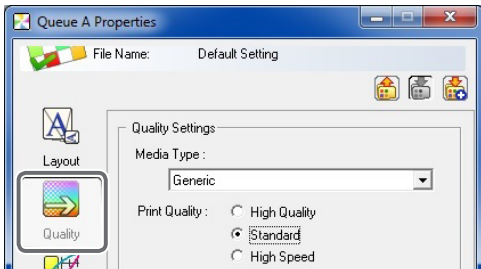 Queue A Properties
File Name: Default Setting
Layout
Quality Settings
Media Type :
Generic
Quality
Print Quality : High Quality
Standard
High Speed